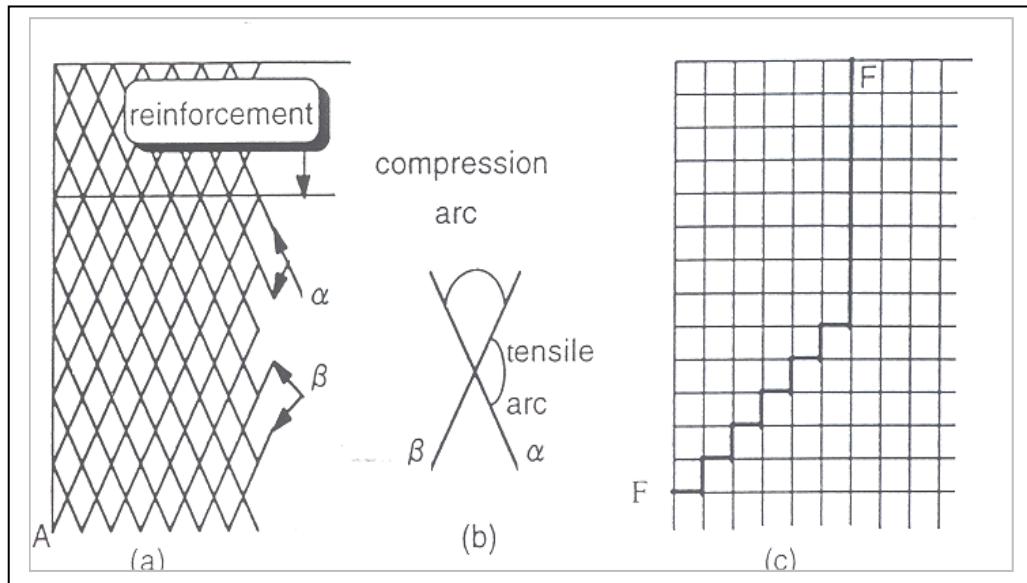 reinforcement
compression
arc
α
β
tensile
arc
β
α
A
(a)
(b)
F
F
(c)